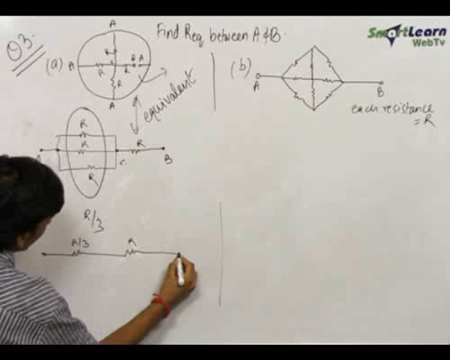 Q3.
Find Req between A & B.
SmartLearn
WebTv
(a)
A
A
R
R
R
A
R
A
equivalent
(b)
A
B
each resistance
= R
R
R
R
C
R
B
R/3
R/3
R